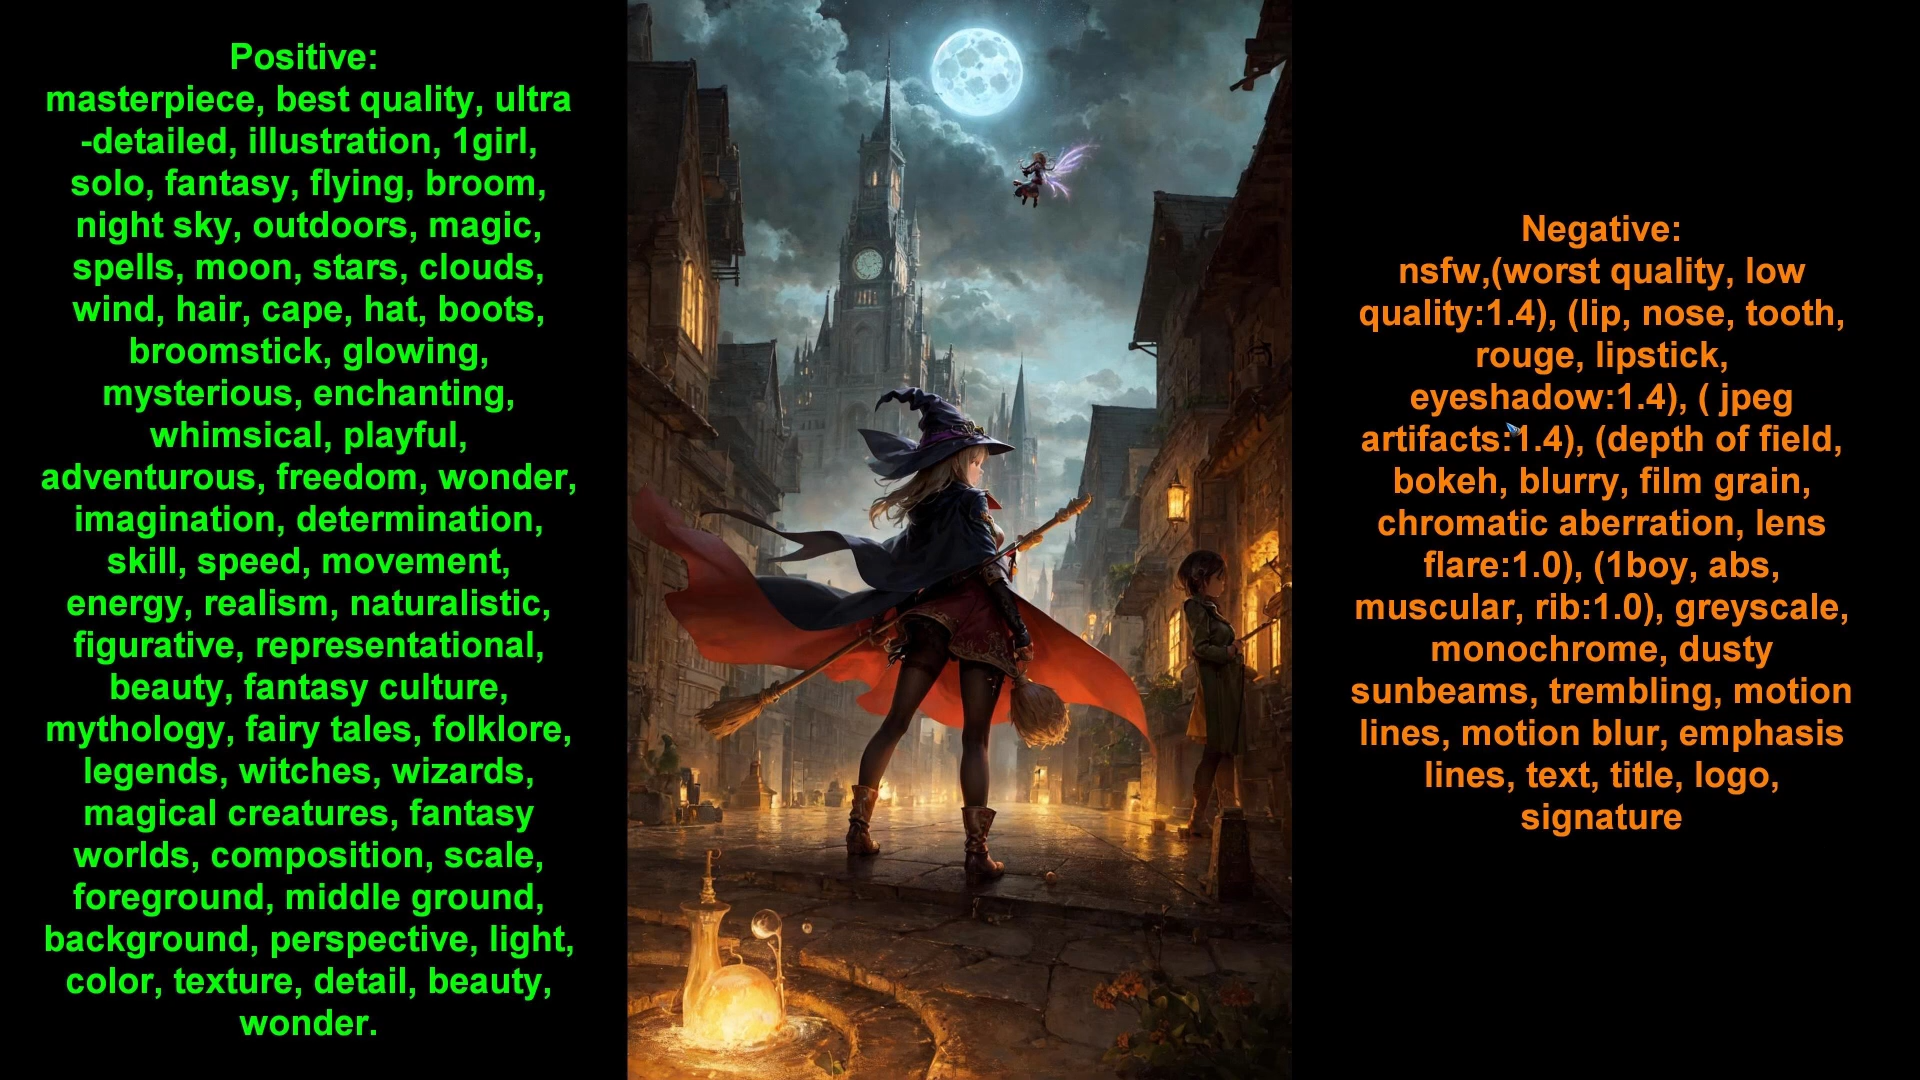 Positive:
masterpiece, best quality, ultra
-detailed, illustration, 1girl,
solo, fantasy, flying, broom,
night sky, outdoors, magic,
spells, moon, stars, clouds,
wind, hair, cape, hat, boots,
broomstick, glowing,
mysterious, enchanting,
whimsical, playful,
adventurous, freedom, wonder,
imagination, determination,
skill, speed, movement,
energy, realism, naturalistic,
figurative, representational,
beauty, fantasy culture,
mythology, fairy tales, folklore,
legends, witches, wizards,
magical creatures, fantasy
worlds, composition, scale,
foreground, middle ground,
background, perspective, light,
color, texture, detail, beauty,
wonder.
Negative:
nsfw,(worst quality, low
quality:1.4), (lip, nose, tooth,
rouge, lipstick,
eyeshadow:1.4), ( jpeg
artifacts:1.4), (depth of field,
bokeh, blurry, film grain,
chromatic aberration, lens
flare:1.0), (1boy, abs,
muscular, rib:1.0), greyscale,
monochrome, dusty
sunbeams, trembling, motion
lines, motion blur, emphasis
lines, text, title, logo,
signature